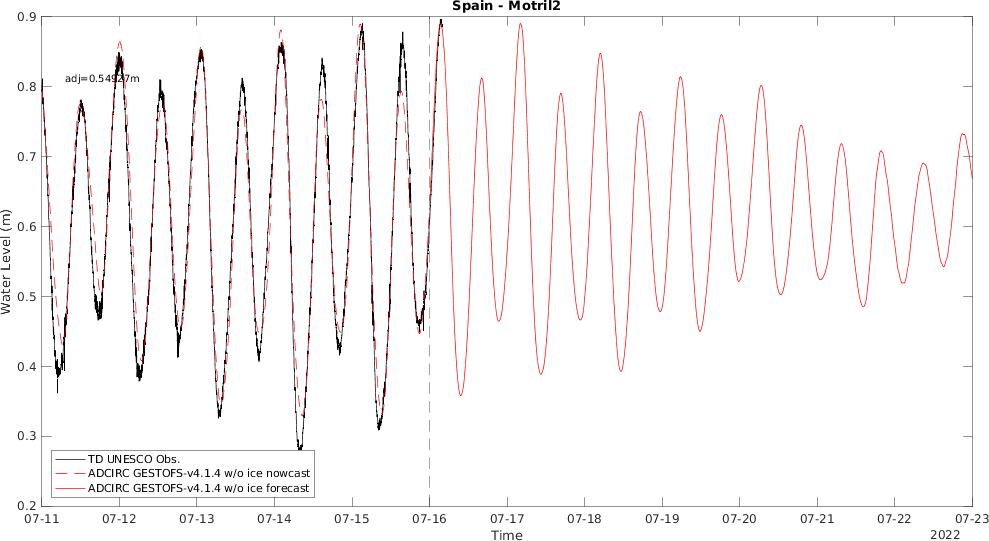 Spain - Motril2
0.9
0.8
0.7
0.6
0.5
0.4
0.3
0.2
Water Level (m)
adj=0.54927m
TD UNESCO Obs.
ADCIRC GESTOFS-v4.1.4 w/o ice nowcast
ADCIRC GESTOFS-v4.1.4 w/o ice forecast
07-11 07-12 07-13 07-14 07-15 07-16 07-17 07-18 07-19 07-20 07-21 07-22 07-23
Time
2022